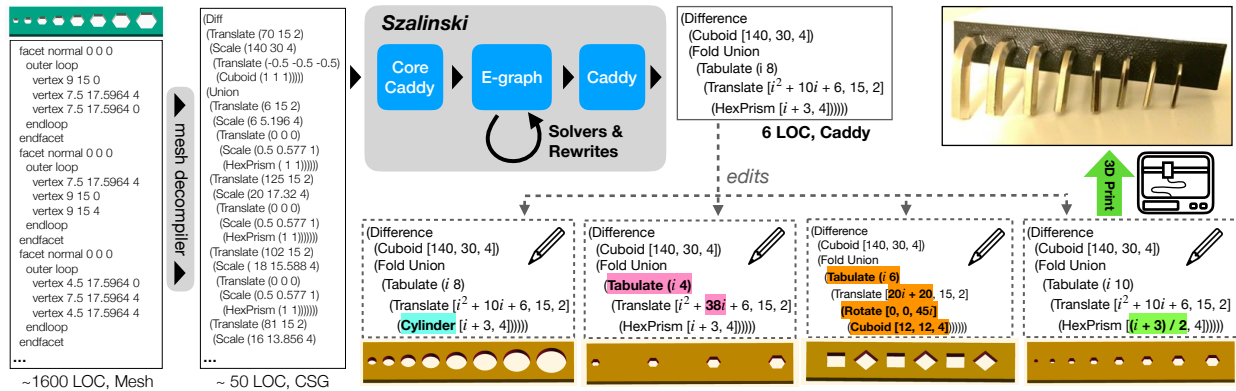 facet normal 0 0 0
outer loop
vertex 9 15 0
vertex 7.5 17.5964 4
vertex 7.5 17.5964 0
endloop
endfacet
facet normal 0 0 0
outer loop
vertex 7.5 17.5964 4
vertex 9 15 0
vertex 9 15 4
endloop
endfacet
facet normal 0 0 0
outer loop
vertex 4.5 17.5964 0
vertex 7.5 17.5964 4
vertex 4.5 17.5964 4
endloop
endfacet
...
~1600 LOC, Mesh
mesh decompiler
(Diff
(Translate (70 15 2)
(Scale (140 30 4)
(Translate (-0.5 -0.5 -0.5)
(Cuboid (1 1 1)))))
(Union
(Translate (6 15 2)
(Scale (6 5.196 4)
(Translate (0 0 0)
(Scale (0.5 0.577 1)
(HexPrism ( 1 1))))))
(Translate (125 15 2)
(Scale (20 17.32 4)
(Translate (0 0 0)
(Scale (0.5 0.577 1)
(HexPrism (1 1))))))
(Translate (102 15 2)
(Scale ( 18 15.588 4)
(Translate (0 0 0)
(Scale (0.5 0.577 1)
(HexPrism (1 1))))))
(Translate (81 15 2)
(Scale (16 13.856 4)
...
~ 50 LOC, CSG
Szalinski
Core
Caddy
E-graph
Caddy
Solvers &
Rewrites
(Difference
(Cuboid [140, 30, 4])
(Fold Union
(Tabulate (i 8)
(Translate [i² + 10i + 6, 15, 2]
(HexPrism [i + 3, 4]))))))
6 LOC, Caddy
edits
3D Print
(Difference
(Cuboid [140, 30, 4])
(Fold Union
(Tabulate (i 8)
(Translate [i² + 10i + 6, 15, 2]
(Cylinder [i + 3, 4]))))))
(Difference
(Cuboid [140, 30, 4])
(Fold Union
(Tabulate (i 4)
(Translate [i² + 38i + 6, 15, 2]
(HexPrism [i + 3, 4]))))))
(Difference
(Cuboid [140, 30, 4])
(Fold Union
(Tabulate (i 6)
(Translate [20i + 20, 15, 2]
(Rotate [0, 0, 45i]
(Cuboid [12, 12, 4]))))))
(Difference
(Cuboid [140, 30, 4])
(Fold Union
(Tabulate (i 10)
(Translate [i² + 10i + 6, 15, 2]
(HexPrism [(i + 3) / 2, 4]))))))